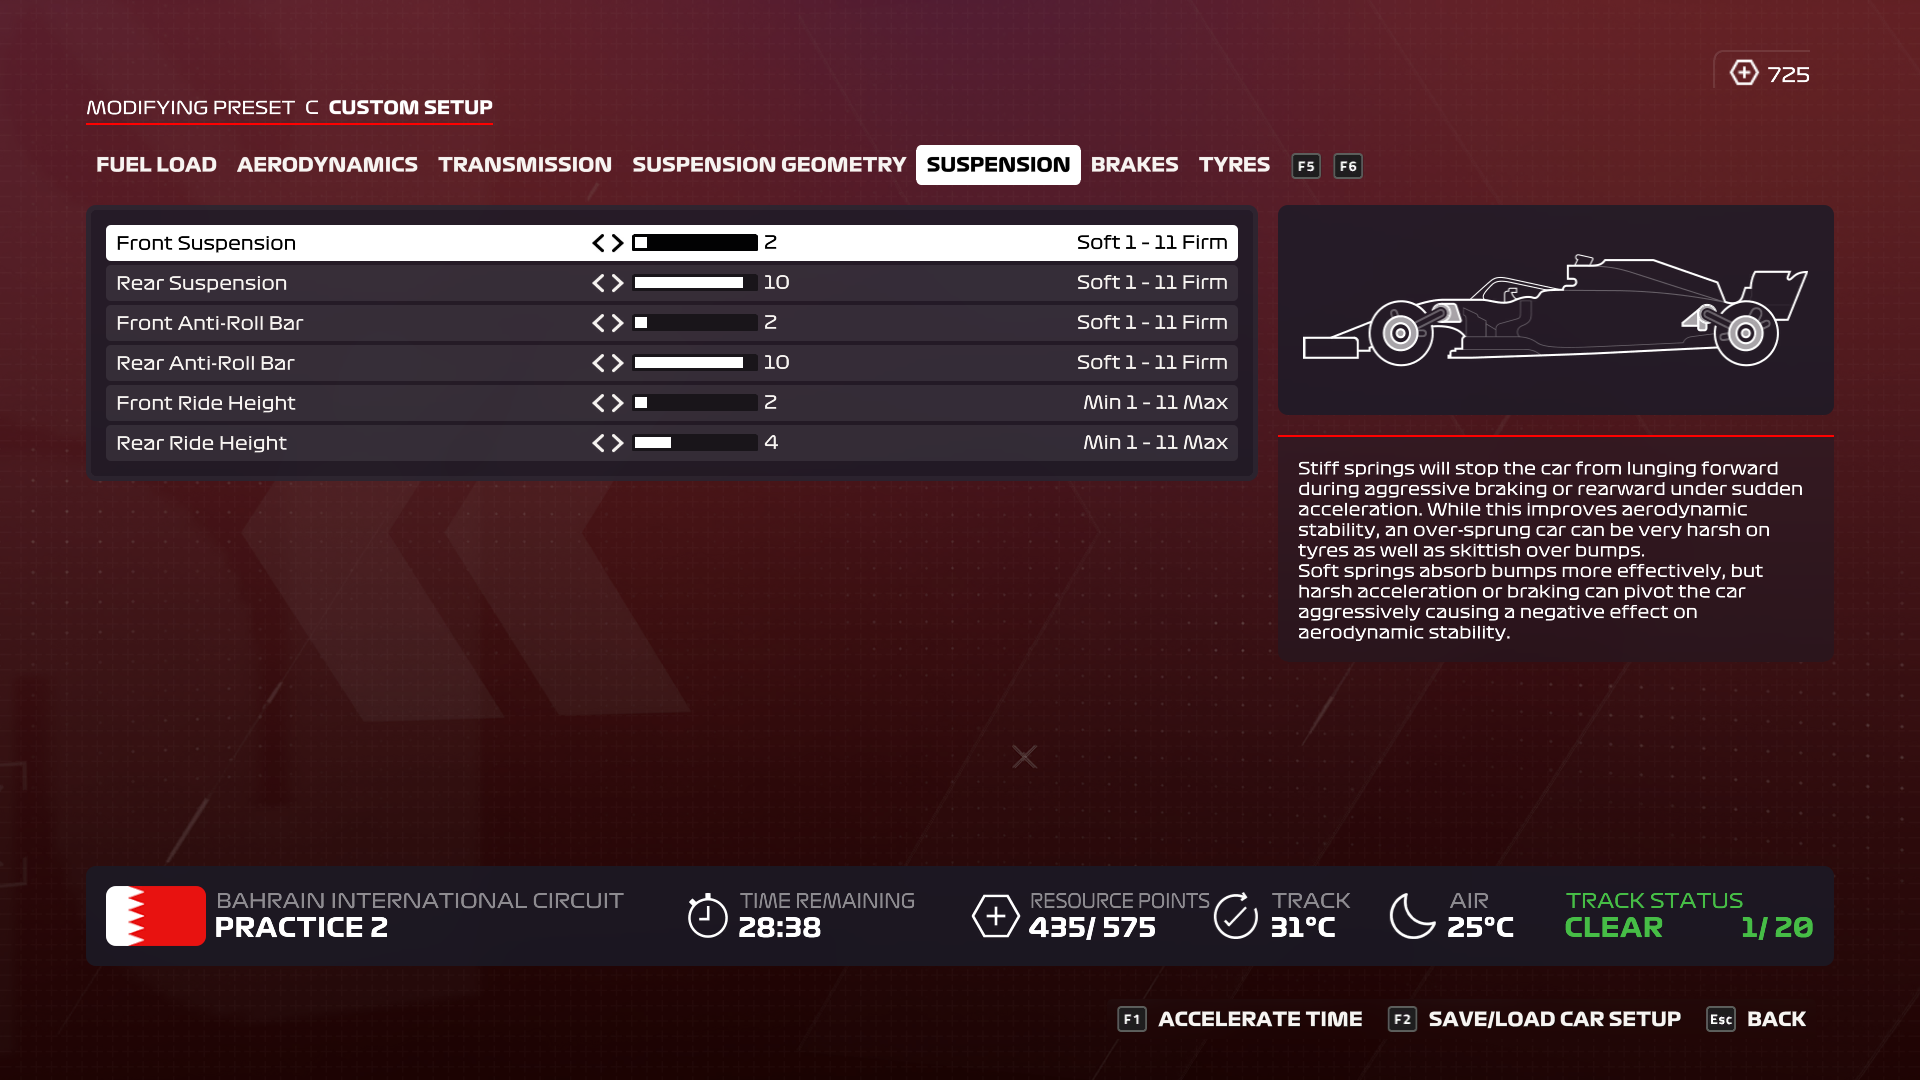 725
MODIFYING PRESET C CUSTOM SETUP
FUEL LOAD AERODYNAMICS TRANSMISSION SUSPENSION GEOMETRY SUSPENSION BRAKES TYRES F5 F6
Front Suspension 2 Soft 1 - 11 Firm
Rear Suspension 10 Soft 1 - 11 Firm
Front Anti-Roll Bar 2 Soft 1 - 11 Firm
Rear Anti-Roll Bar 10 Soft 1 - 11 Firm
Front Ride Height 2 Min 1 - 11 Max
Rear Ride Height 4 Min 1 - 11 Max
Stiff springs will stop the car from lunging forward
during aggressive braking or rearward under sudden
acceleration. While this improves aerodynamic
stability, an over-sprung car can be very harsh on
tyres as well as skittish over bumps.
Soft springs absorb bumps more effectively, but
harsh acceleration or braking can pivot the car
aggressively causing a negative effect on
aerodynamic stability.
BAHRAIN INTERNATIONAL CIRCUIT TIME REMAINING RESOURCE POINTS TRACK AIR TRACK STATUS
PRACTICE 2 28:38 435/ 575 31°C 25°C CLEAR 1/ 20
F1 ACCELERATE TIME F2 SAVE/LOAD CAR SETUP Esc BACK